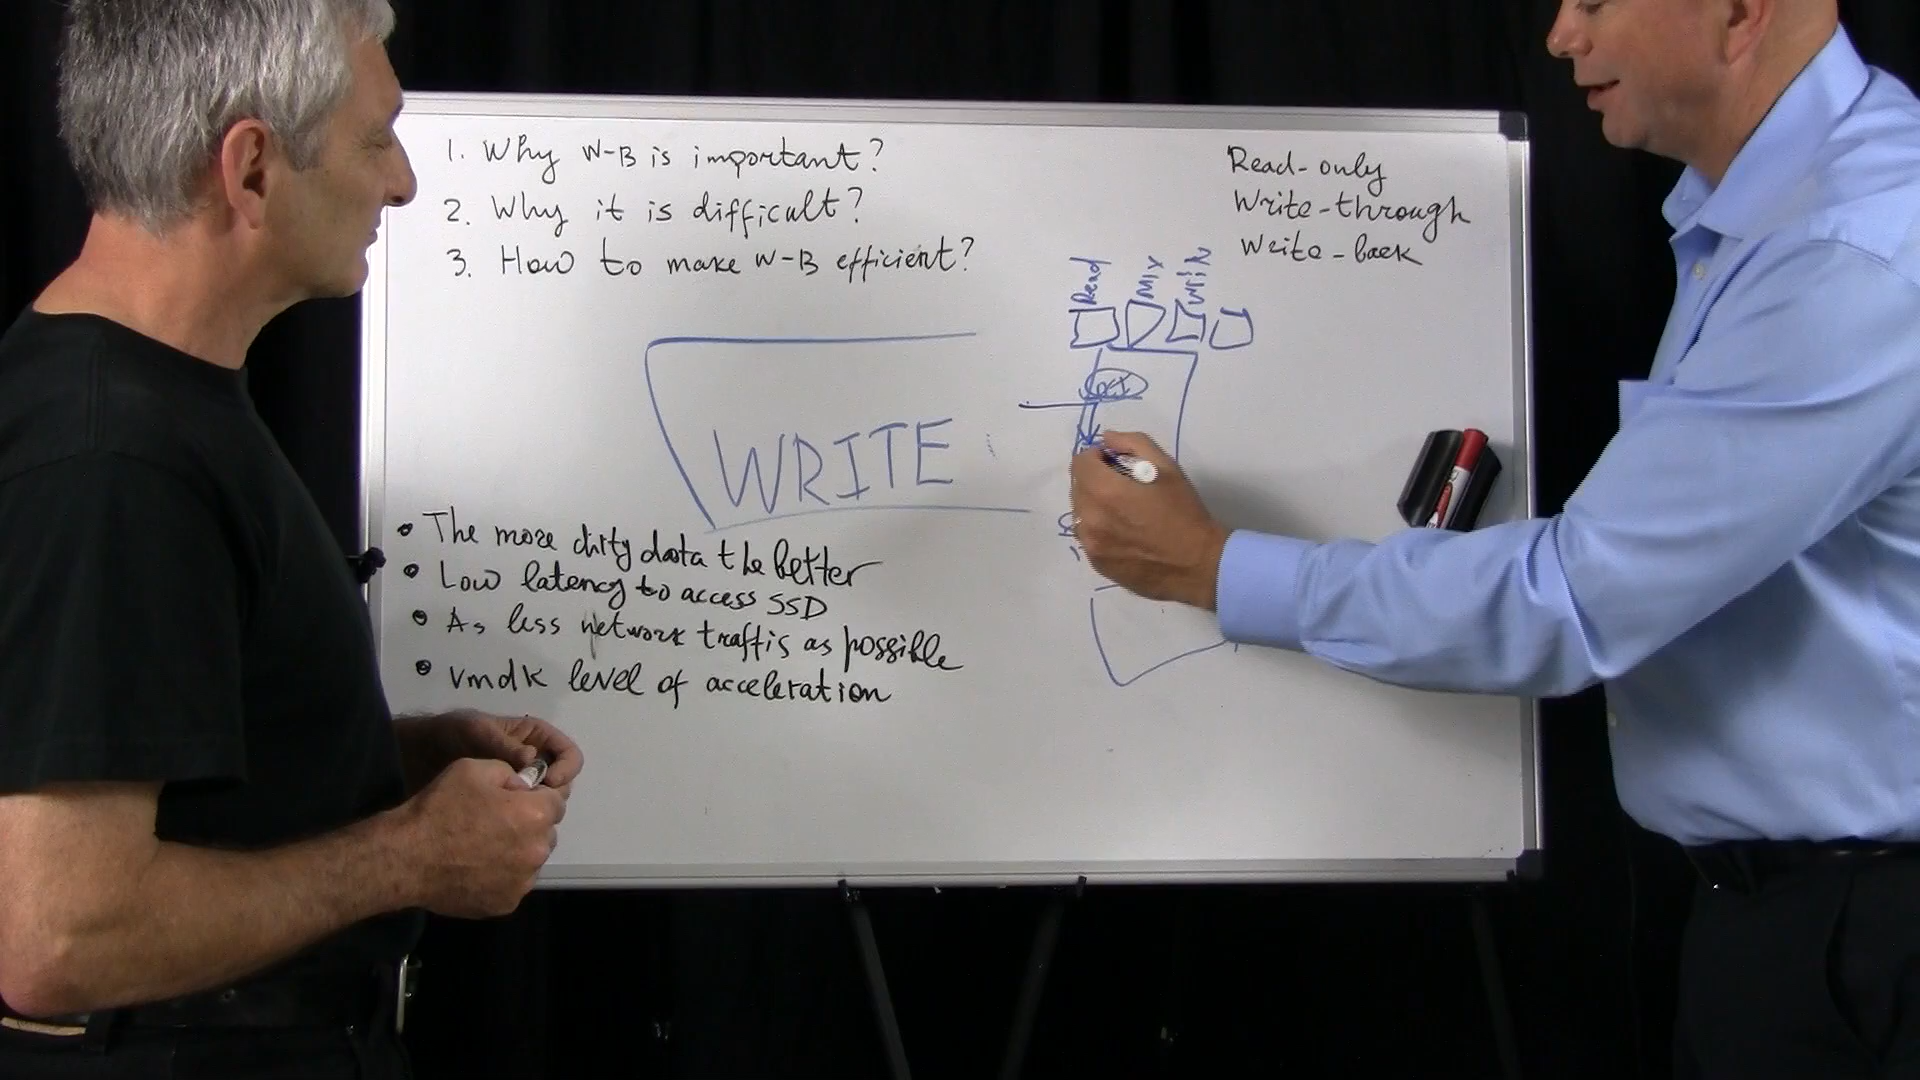 1. Why W-B is important?
2. Why it is difficult?
3. How to make W-B efficient?
Read-only
Write-through
Write-back
Read
Mix
WRITE
• The more dirty data the better
• Low latency to access SSD
• As less network traffic as possible
• vmdk level of acceleration